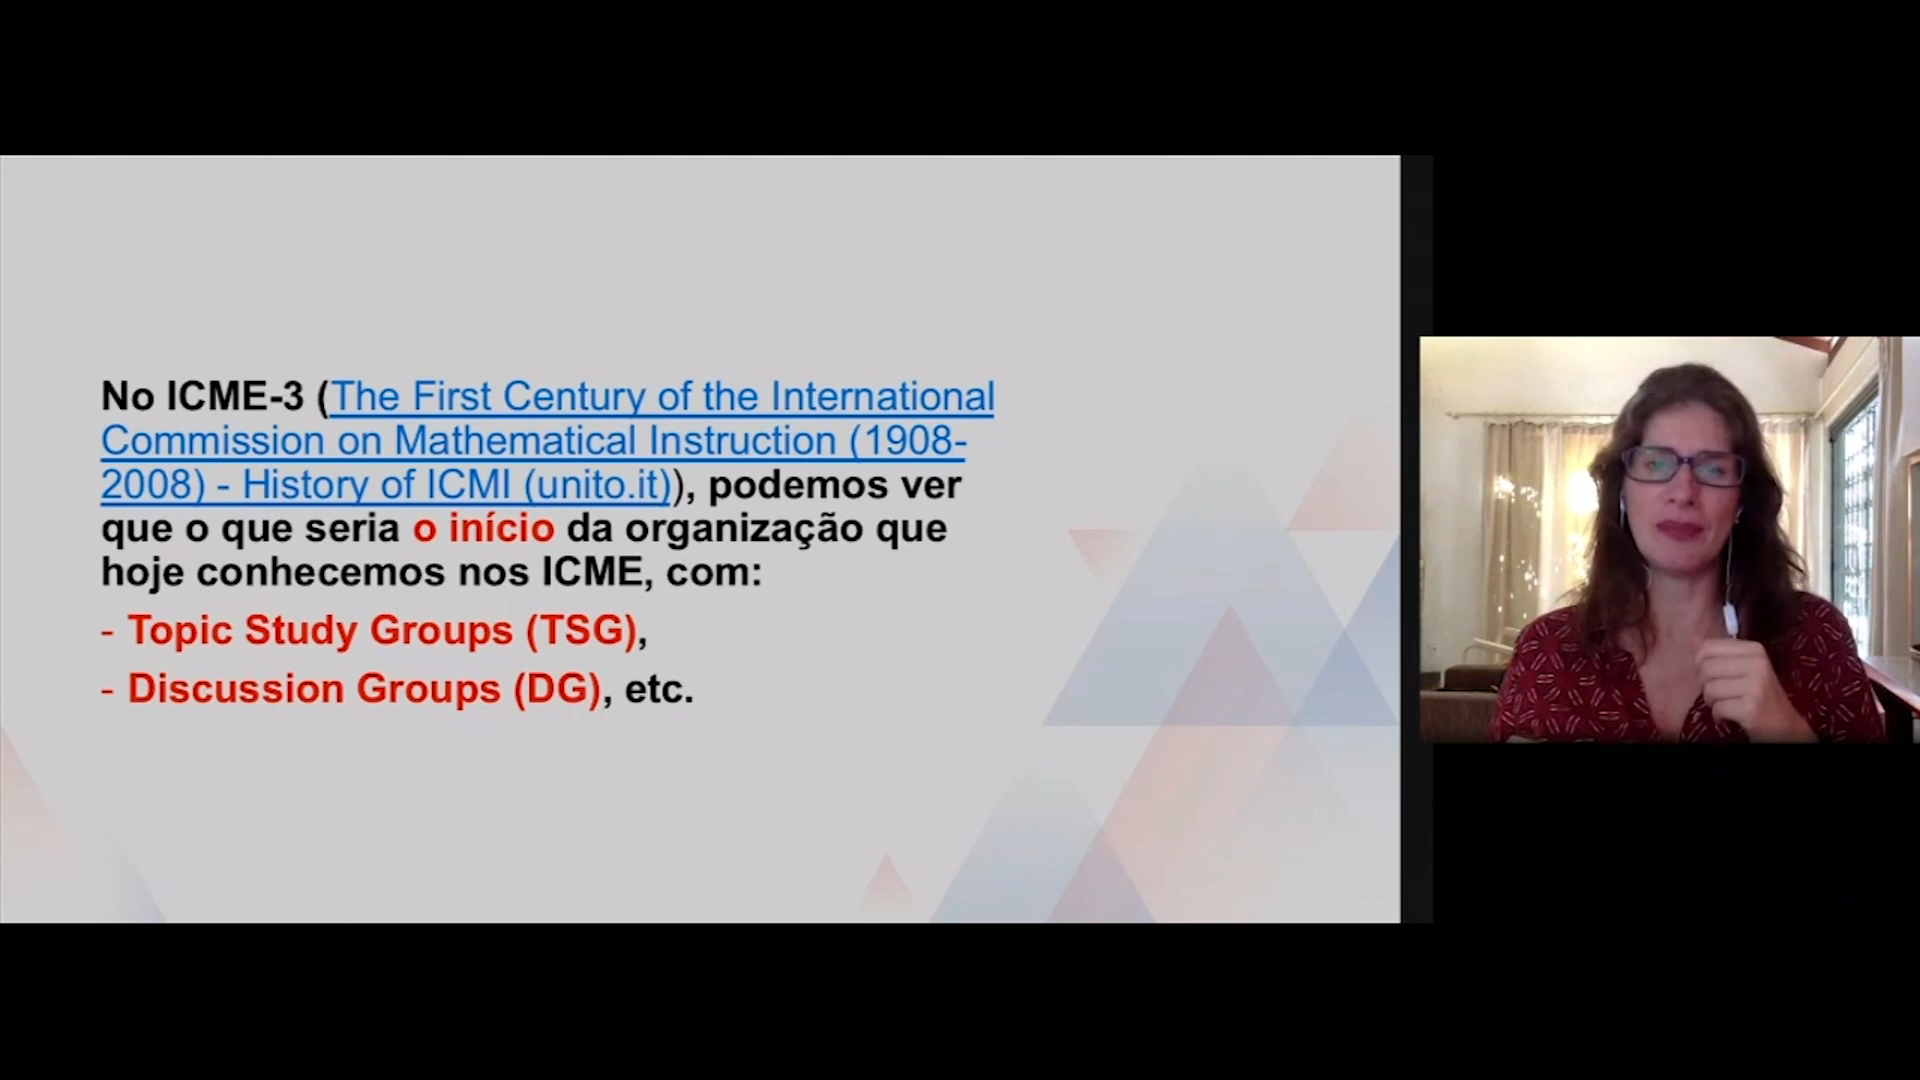 No ICME-3 (The First Century of the International
Commission on Mathematical Instruction (1908-
2008) - History of ICMI (unito.it)), podemos ver
que o que seria o início da organização que
hoje conhecemos nos ICME, com:
- Topic Study Groups (TSG),
- Discussion Groups (DG), etc.